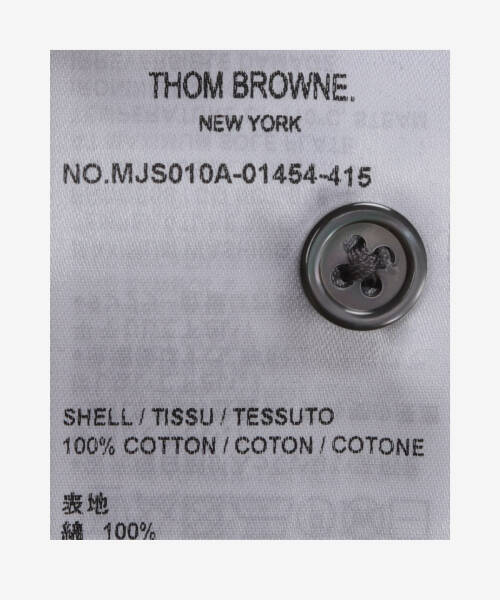 THOM BROWNE.
NEW YORK
NO.MJS010A-01454-415
SHELL / TISSU / TESSUTO
100% COTTON / COTON / COTONE
表地
綿 100%